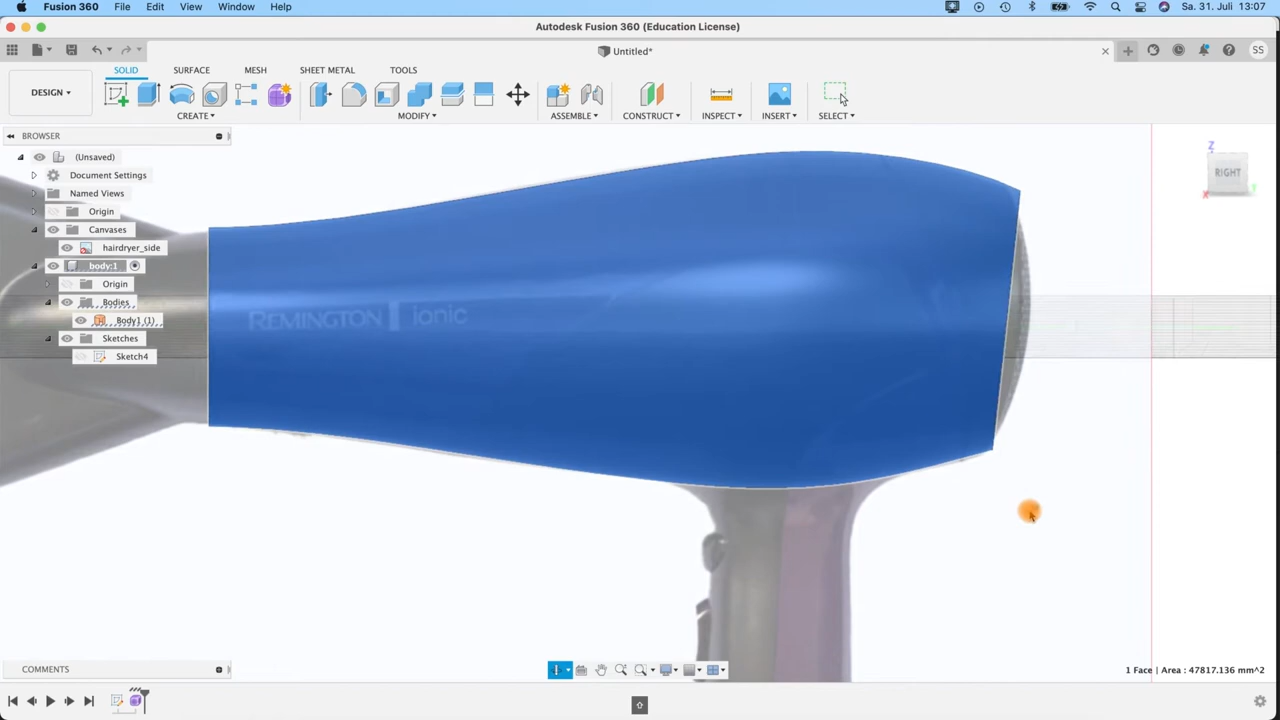 Fusion 360 File Edit View Window Help Sa. 31. Juli 13:07
Autodesk Fusion 360 (Education License)
Untitled* SS
SOLID SURFACE MESH SHEET METAL TOOLS
DESIGN
CREATE MODIFY ASSEMBLE CONSTRUCT INSPECT INSERT SELECT
BROWSER
(Unsaved)
Document Settings
Named Views
Origin
Canvases
hairdryer_side
body:1
Origin
Bodies
Body1 (1)
Sketches
Sketch4
Z
RIGHT
X
Y
REMINGTON ionic
COMMENTS
1 Face | Area : 47817.136 mm^2